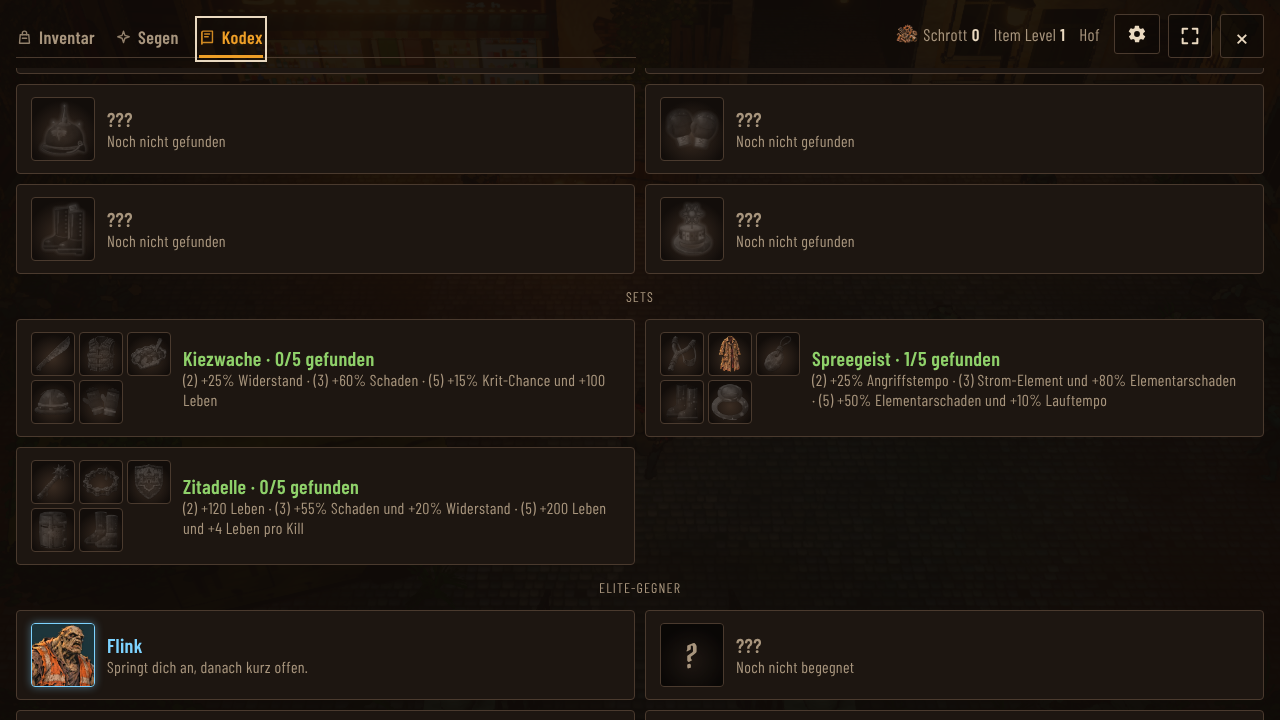 Inventar
Segen
Kodex
Schrott 0
Item Level 1
Hof
???
Noch nicht gefunden
???
Noch nicht gefunden
???
Noch nicht gefunden
???
Noch nicht gefunden
SETS
Kiezwache · 0/5 gefunden
(2) +25% Widerstand · (3) +60% Schaden · (5) +15% Krit-Chance und +100
Leben
Spreegeist · 1/5 gefunden
(2) +25% Angriffstempo · (3) Strom-Element und +80% Elementarschaden
· (5) +50% Elementarschaden und +10% Lauftempo
Zitadelle · 0/5 gefunden
(2) +120 Leben · (3) +55% Schaden und +20% Widerstand · (5) +200 Leben
und +4 Leben pro Kill
ELITE-GEGNER
Flink
Springt dich an, danach kurz offen.
?
???
Noch nicht begegnet